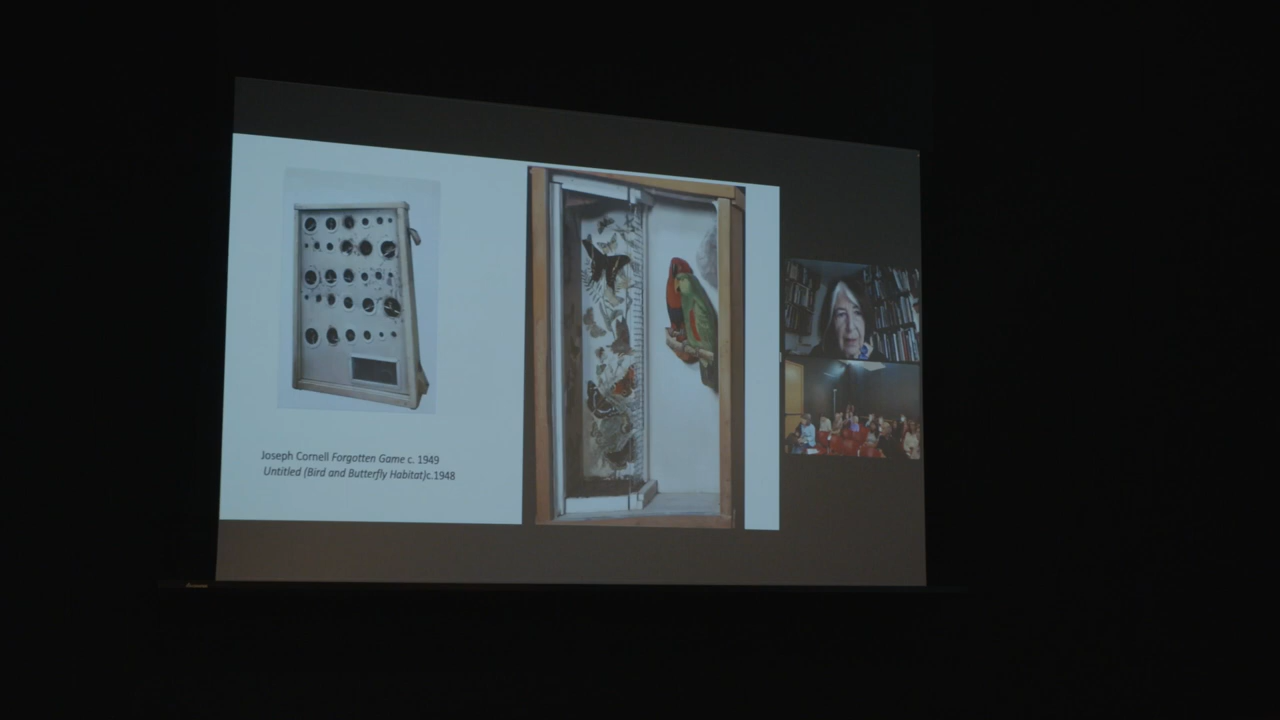 Joseph Cornell Forgotten Game c. 1949
Untitled (Bird and Butterfly Habitat)c.1948